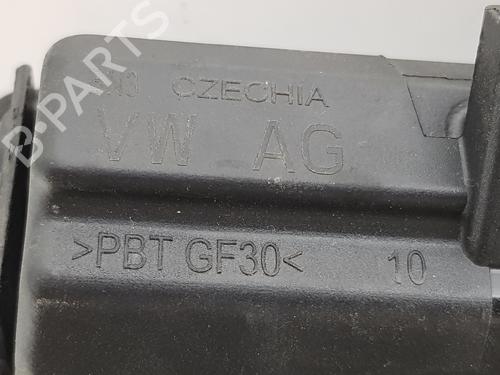 CZECHIA
VW AG
>PBT GF30< 10
B-PARTS